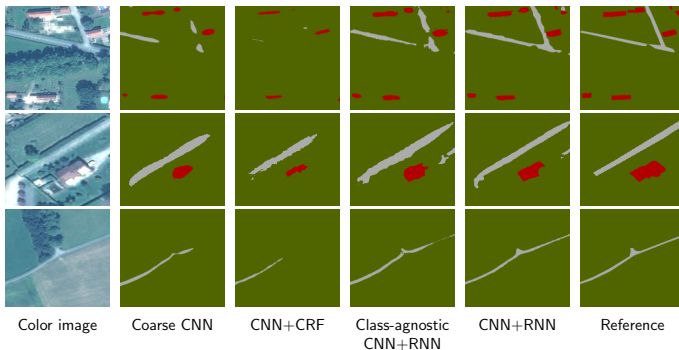 Color image
Coarse CNN
CNN+CRF
Class-agnostic
CNN+RNN
CNN+RNN
Reference